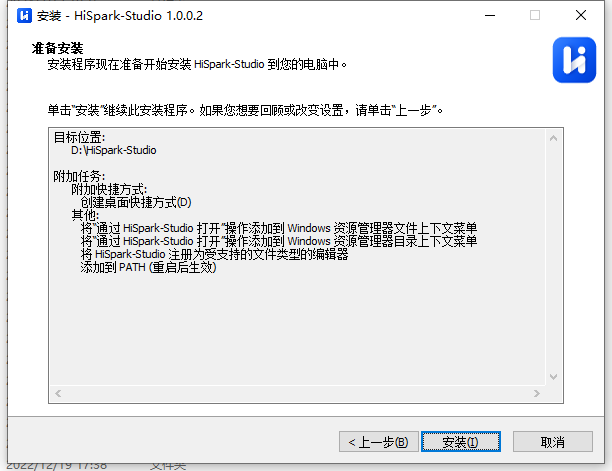 安装 - HiSpark-Studio 1.0.0.2
准备安装
安装程序现在准备开始安装 HiSpark-Studio 到您的电脑中。
单击“安装”继续此安装程序。如果您想要回顾或改变设置，请单击“上一步”。
目标位置:
D:\HiSpark-Studio
附加任务:
附加快捷方式:
创建桌面快捷方式(D)
其他:
将“通过 HiSpark-Studio 打开”操作添加到 Windows 资源管理器文件上下文菜单
将“通过 HiSpark-Studio 打开”操作添加到 Windows 资源管理器目录上下文菜单
将 HiSpark-Studio 注册为受支持的文件类型的编辑器
添加到 PATH (重启后生效)
< 上一步(B) 安装(I) 取消
2022/12/19 17:38 文件夹